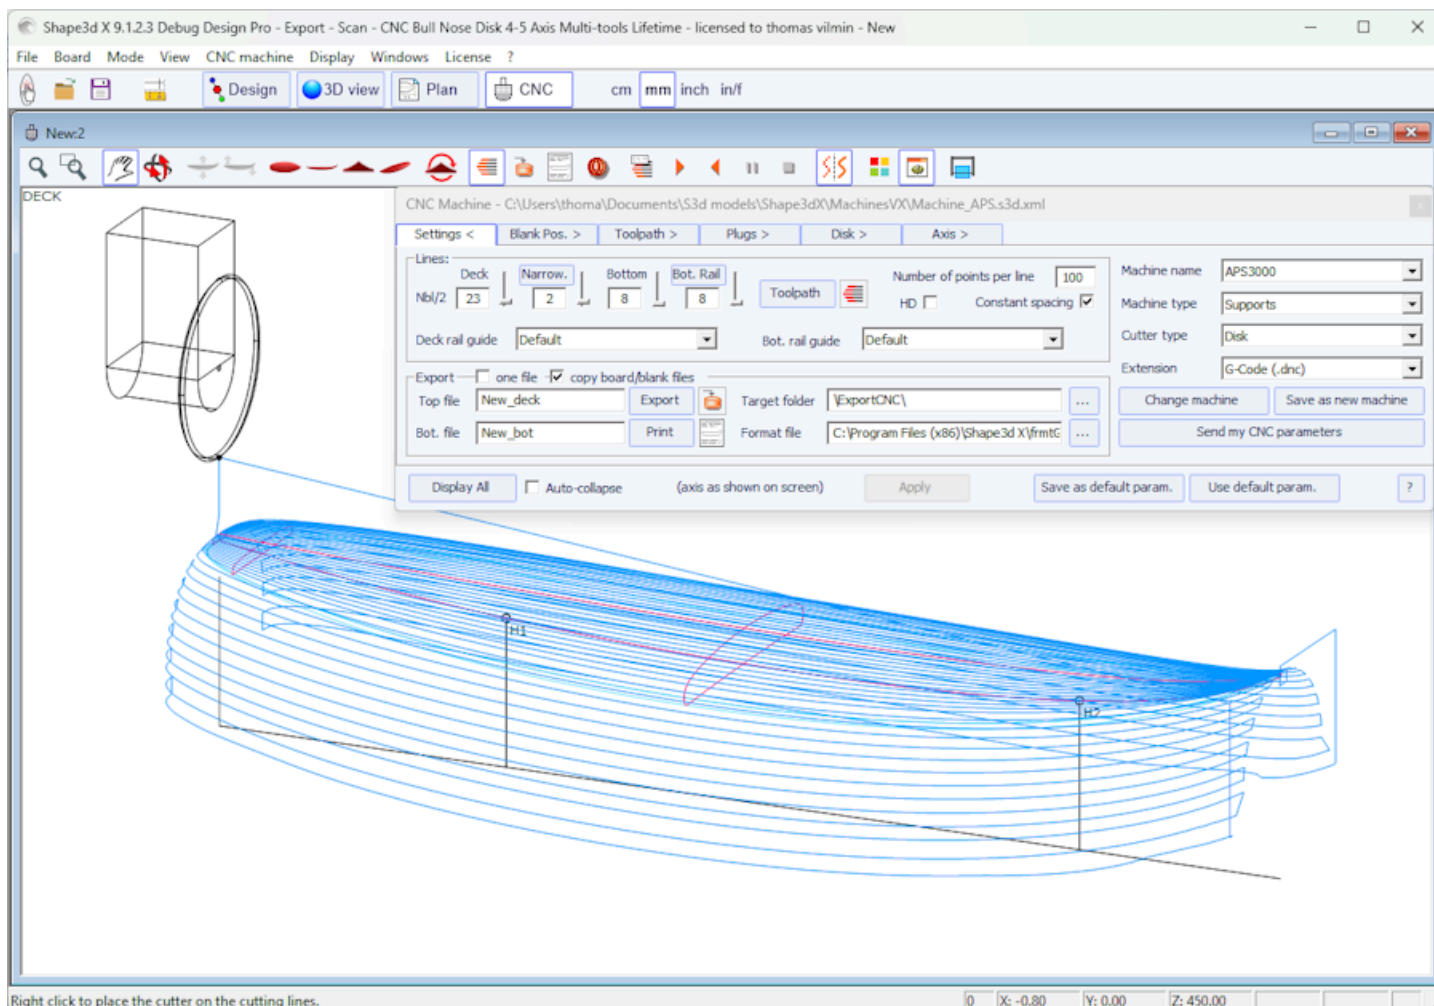 Shape3d X 9.1.2.3 Debug Design Pro - Export - Scan - CNC Bull Nose Disk 4-5 Axis Multi-tools Lifetime - licensed to thomas vilmin - New
File Board Mode View CNC machine Display Windows License ?
Design 3D view Plan CNC cm mm inch in/f
New:2
DECK
CNC Machine - C:\Users\thoma\Documents\S3d models\Shape3dX\MachinesVX\Machine_APS.s3d.xml
Settings < Blank Pos. > Toolpath > Plugs > Disk > Axis >
Lines:
Deck Narrow. Bottom Bot. Rail
Nbl/2 23 2 8 8 Toolpath
Number of points per line 100
HD Constant spacing
Deck rail guide Default Bot. rail guide Default
Machine name APS3000
Machine type Supports
Cutter type Disk
Extension G-Code (.dnc)
Export one file copy board/blank files
Top file New_deck Export Target folder \ExportCNC\ ...
Bot. file New_bot Print Format file C:\Program Files (x86)\Shape3d X\frmtG ...
Change machine Save as new machine
Send my CNC parameters
Display All Auto-collapse (axis as shown on screen) Apply Save as default param. Use default param. ?
H1
H2
Right click to place the cutter on the cutting lines. 0 X: -0.80 Y: 0.00 Z: 450.00